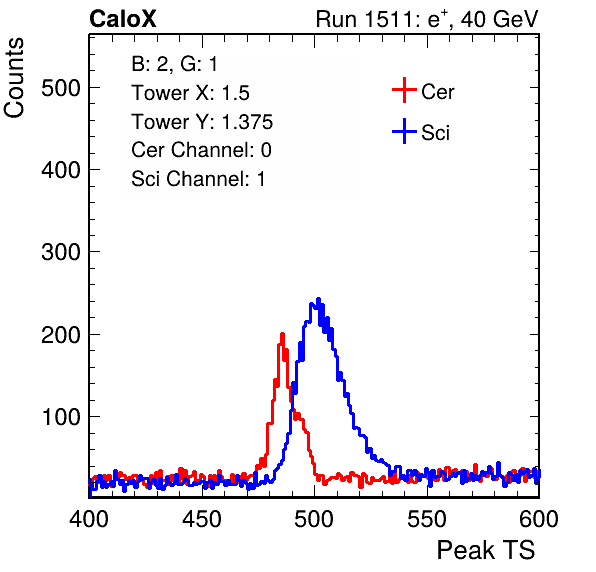 CaloX Run 1511: e⁺, 40 GeV
Counts
B: 2, G: 1
Tower X: 1.5
Tower Y: 1.375
Cer Channel: 0
Sci Channel: 1
Cer
Sci
500
400
300
200
100
400 450 500 550 600
Peak TS